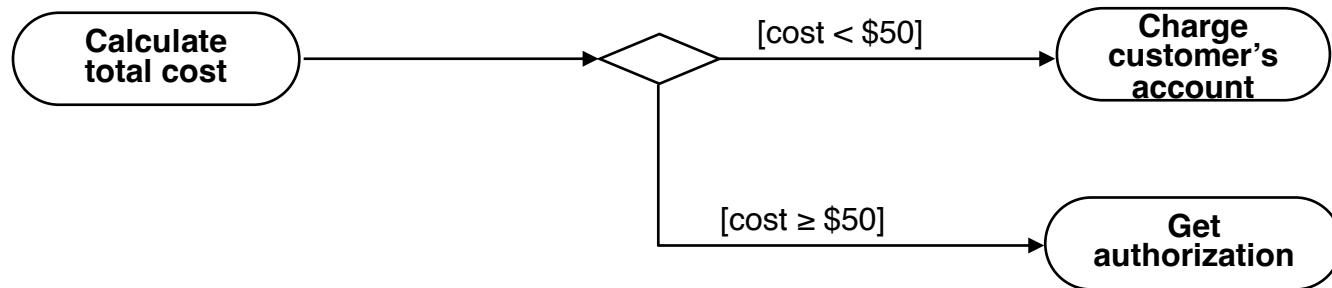 Calculate
total cost
[cost < $50]
Charge
customer’s
account
[cost ≥ $50]
Get
authorization